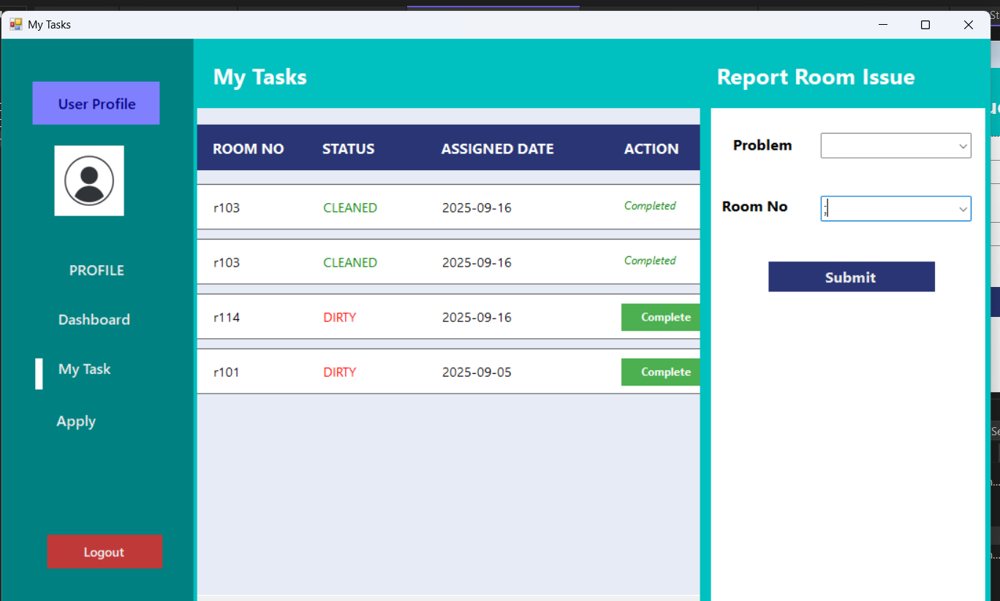 My Tasks
User Profile
PROFILE
Dashboard
My Task
Apply
Logout
My Tasks
ROOM NO STATUS ASSIGNED DATE ACTION
r103 CLEANED 2025-09-16 Completed
r103 CLEANED 2025-09-16 Completed
r114 DIRTY 2025-09-16 Complete
r101 DIRTY 2025-09-05 Complete
Report Room Issue
Problem
Room No ;
Submit